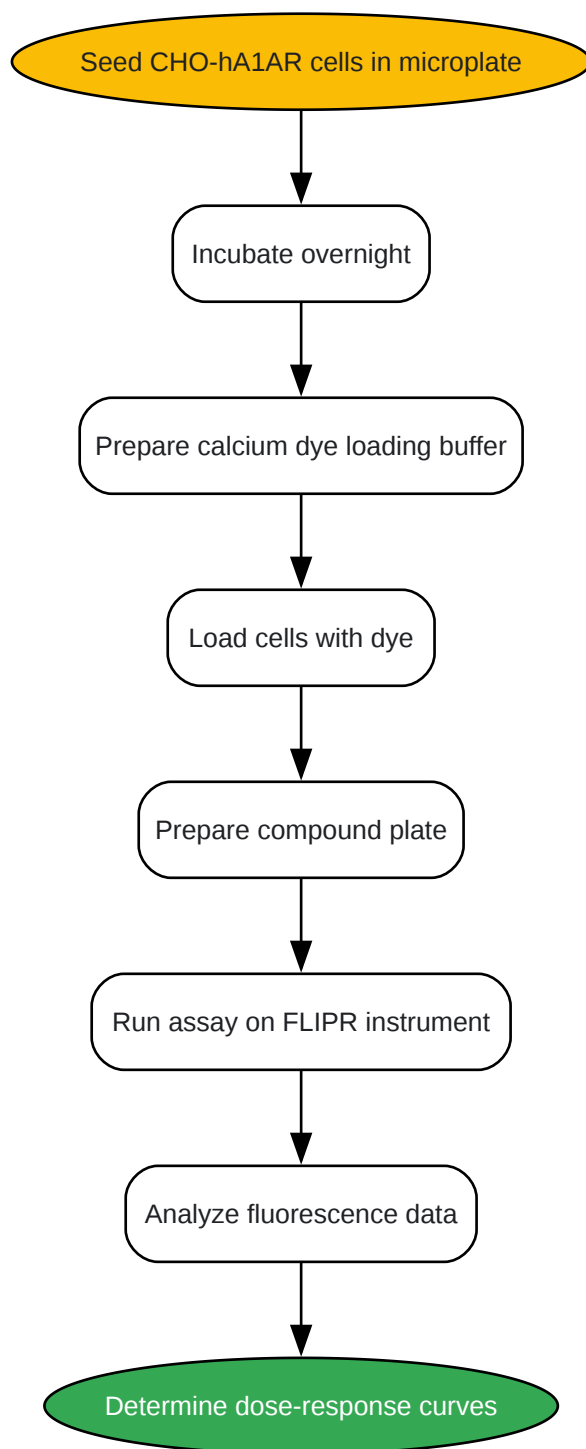 Seed CHO-hA1AR cells in microplate
Incubate overnight
Prepare calcium dye loading buffer
Load cells with dye
Prepare compound plate
Run assay on FLIPR instrument
Analyze fluorescence data
Determine dose-response curves